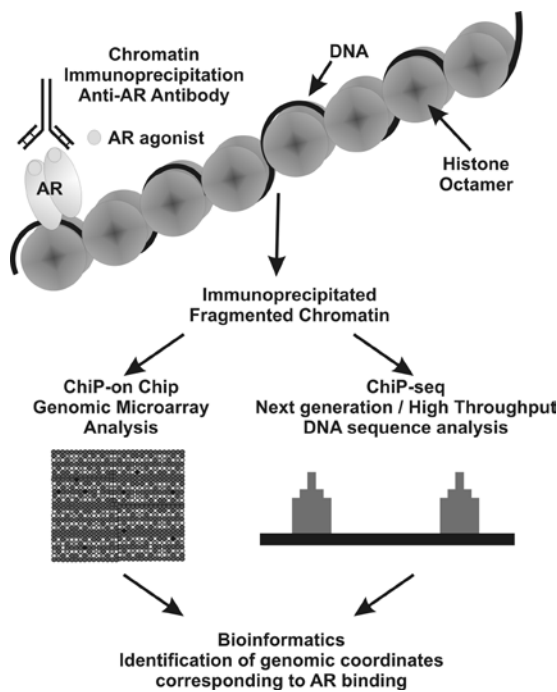 Chromatin
Immunoprecipitation
Anti-AR Antibody
AR agonist
AR
DNA
Histone
Octamer
Immunoprecipitated
Fragmented Chromatin
ChiP-on Chip
Genomic Microarray
Analysis
ChiP-seq
Next generation / High Throughput
DNA sequence analysis
Bioinformatics
Identification of genomic coordinates
corresponding to AR binding